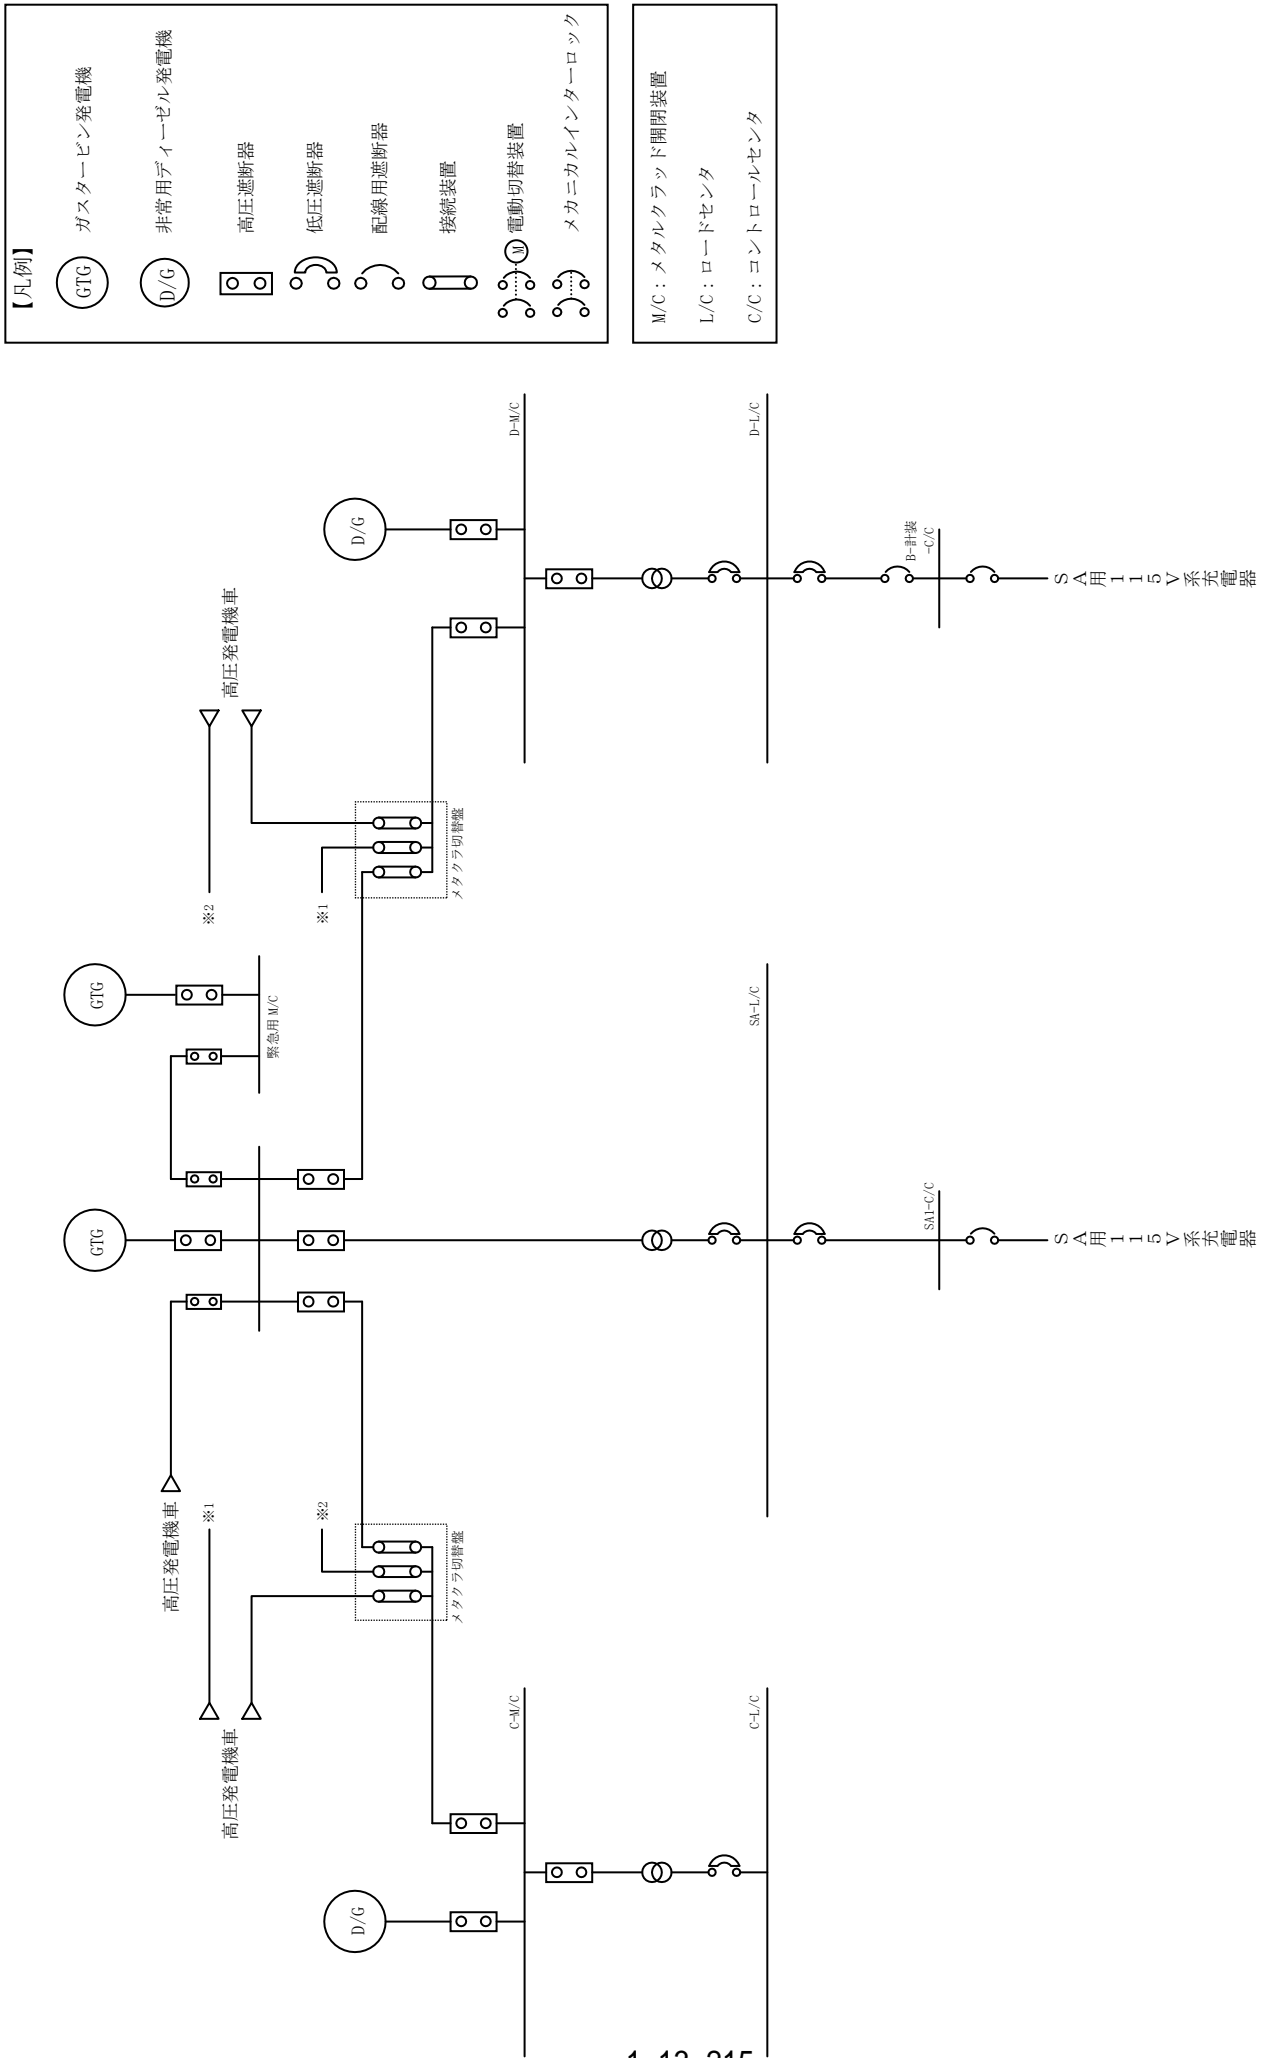 【凡例】
GTG ガスタービン発電機
D/G 非常用ディーゼル発電機
高圧遮断器
低圧遮断器
配線用遮断器
接続装置
M 電動切替装置
メカニカルインターロック
M/C:メタルクラッド開閉装置
L/C:ロードセンタ
C/C:コントロールセンタ
GTG
GTG
緊急用 M/C
高圧発電機車
高圧発電機車
※1
※2
メタクラ切替盤
高圧発電機車
※2
※1
メタクラ切替盤
D/G
D/G
C-M/C
D-M/C
C-L/C
SA-L/C
D-L/C
SA1-C/C
B-計装
-C/C
SA用115V系充電器
SA用115V系充電器
1.13-215